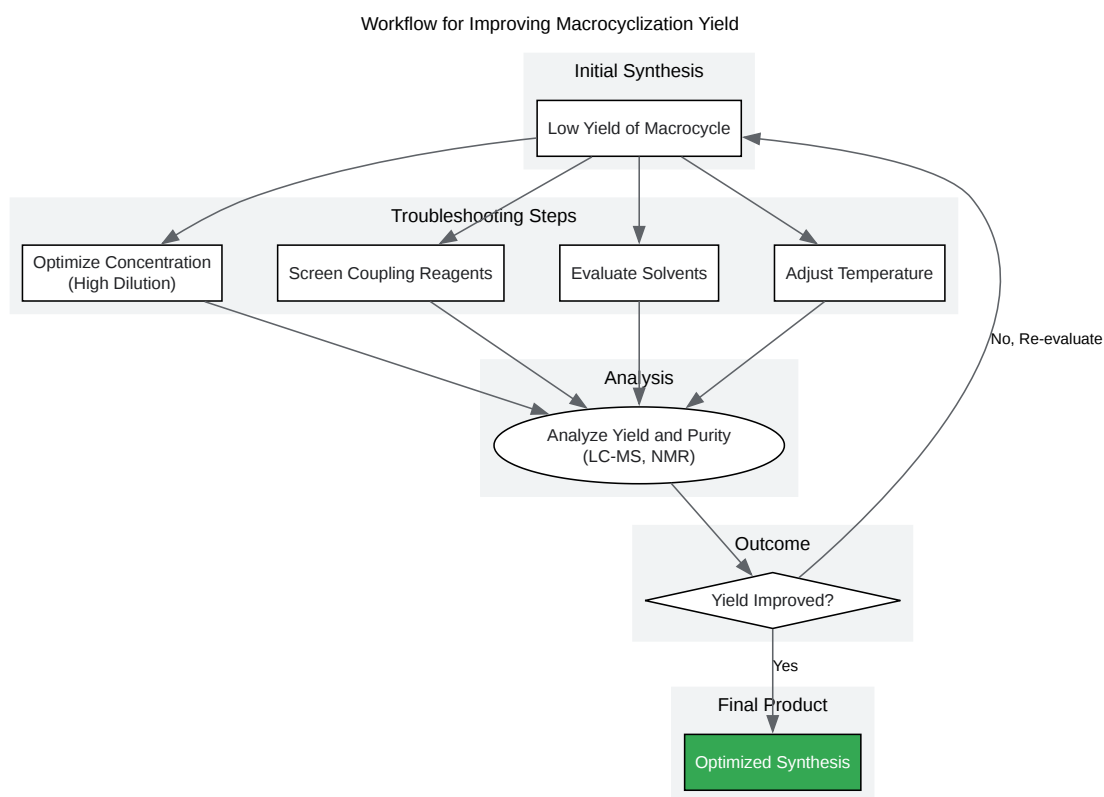 Workflow for Improving Macrocyclization Yield
Initial Synthesis
Low Yield of Macrocycle
Troubleshooting Steps
Optimize Concentration
(High Dilution)
Screen Coupling Reagents
Evaluate Solvents
Adjust Temperature
No, Re-evaluate
Analysis
Analyze Yield and Purity
(LC-MS, NMR)
Outcome
Yield Improved?
Yes
Final Product
Optimized Synthesis